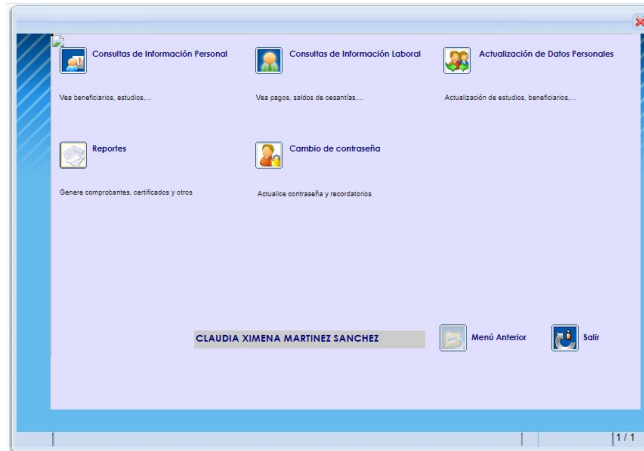 Consultas de Información Personal
Consultas de Información Laboral
Actualización de Datos Personales
Vea beneficiarios, estudios,...
Vea pagos, saldos de cesantías,...
Actualización de estudios, beneficiarios,...
Reportes
Cambio de contraseña
Genere comprobantes, certificados y otros
Actualice contraseña y recordatorios
CLAUDIA XIMENA MARTINEZ SANCHEZ
Menú Anterior
Salir
1 / 1